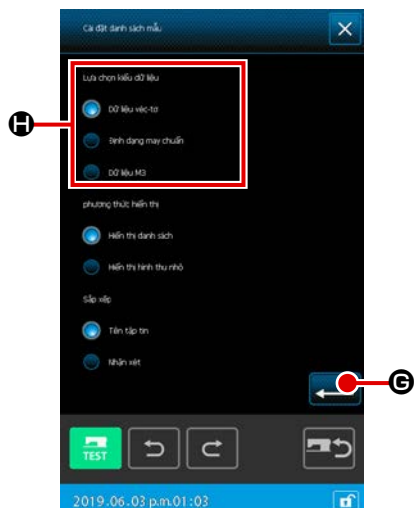 Cài đặt danh sách mẫu
Lựa chọn kiểu dữ liệu
Dữ liệu véc-tơ
Định dạng may chuẩn
Dữ liệu M3
phương thức hiển thị
Hiển thị danh sách
Hiển thị hình thu nhỏ
Sắp xếp
Tên tập tin
Nhận xét
H
G
TEST
2019.06.03 p.m.01:03